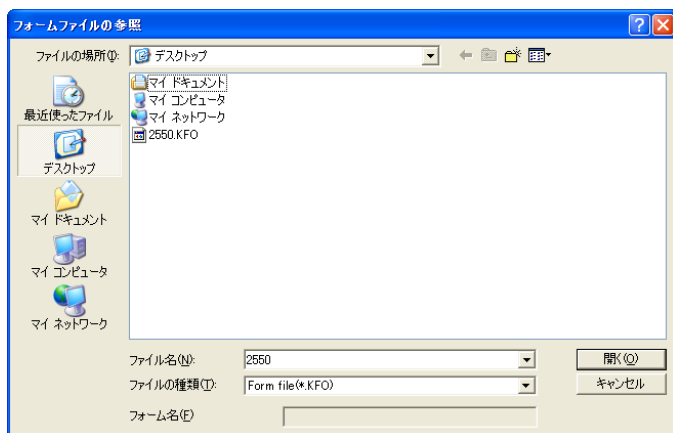 フォームファイルの参照
ファイルの場所(I):
デスクトップ
最近使ったファイル
デスクトップ
マイ ドキュメント
マイ コンピュータ
マイ ネットワーク
マイ ドキュメント
マイ コンピュータ
マイ ネットワーク
2550.KFO
ファイル名(N):
2550
開く(O)
ファイルの種類(T):
Form file(*.KFO)
キャンセル
フォーム名(F)